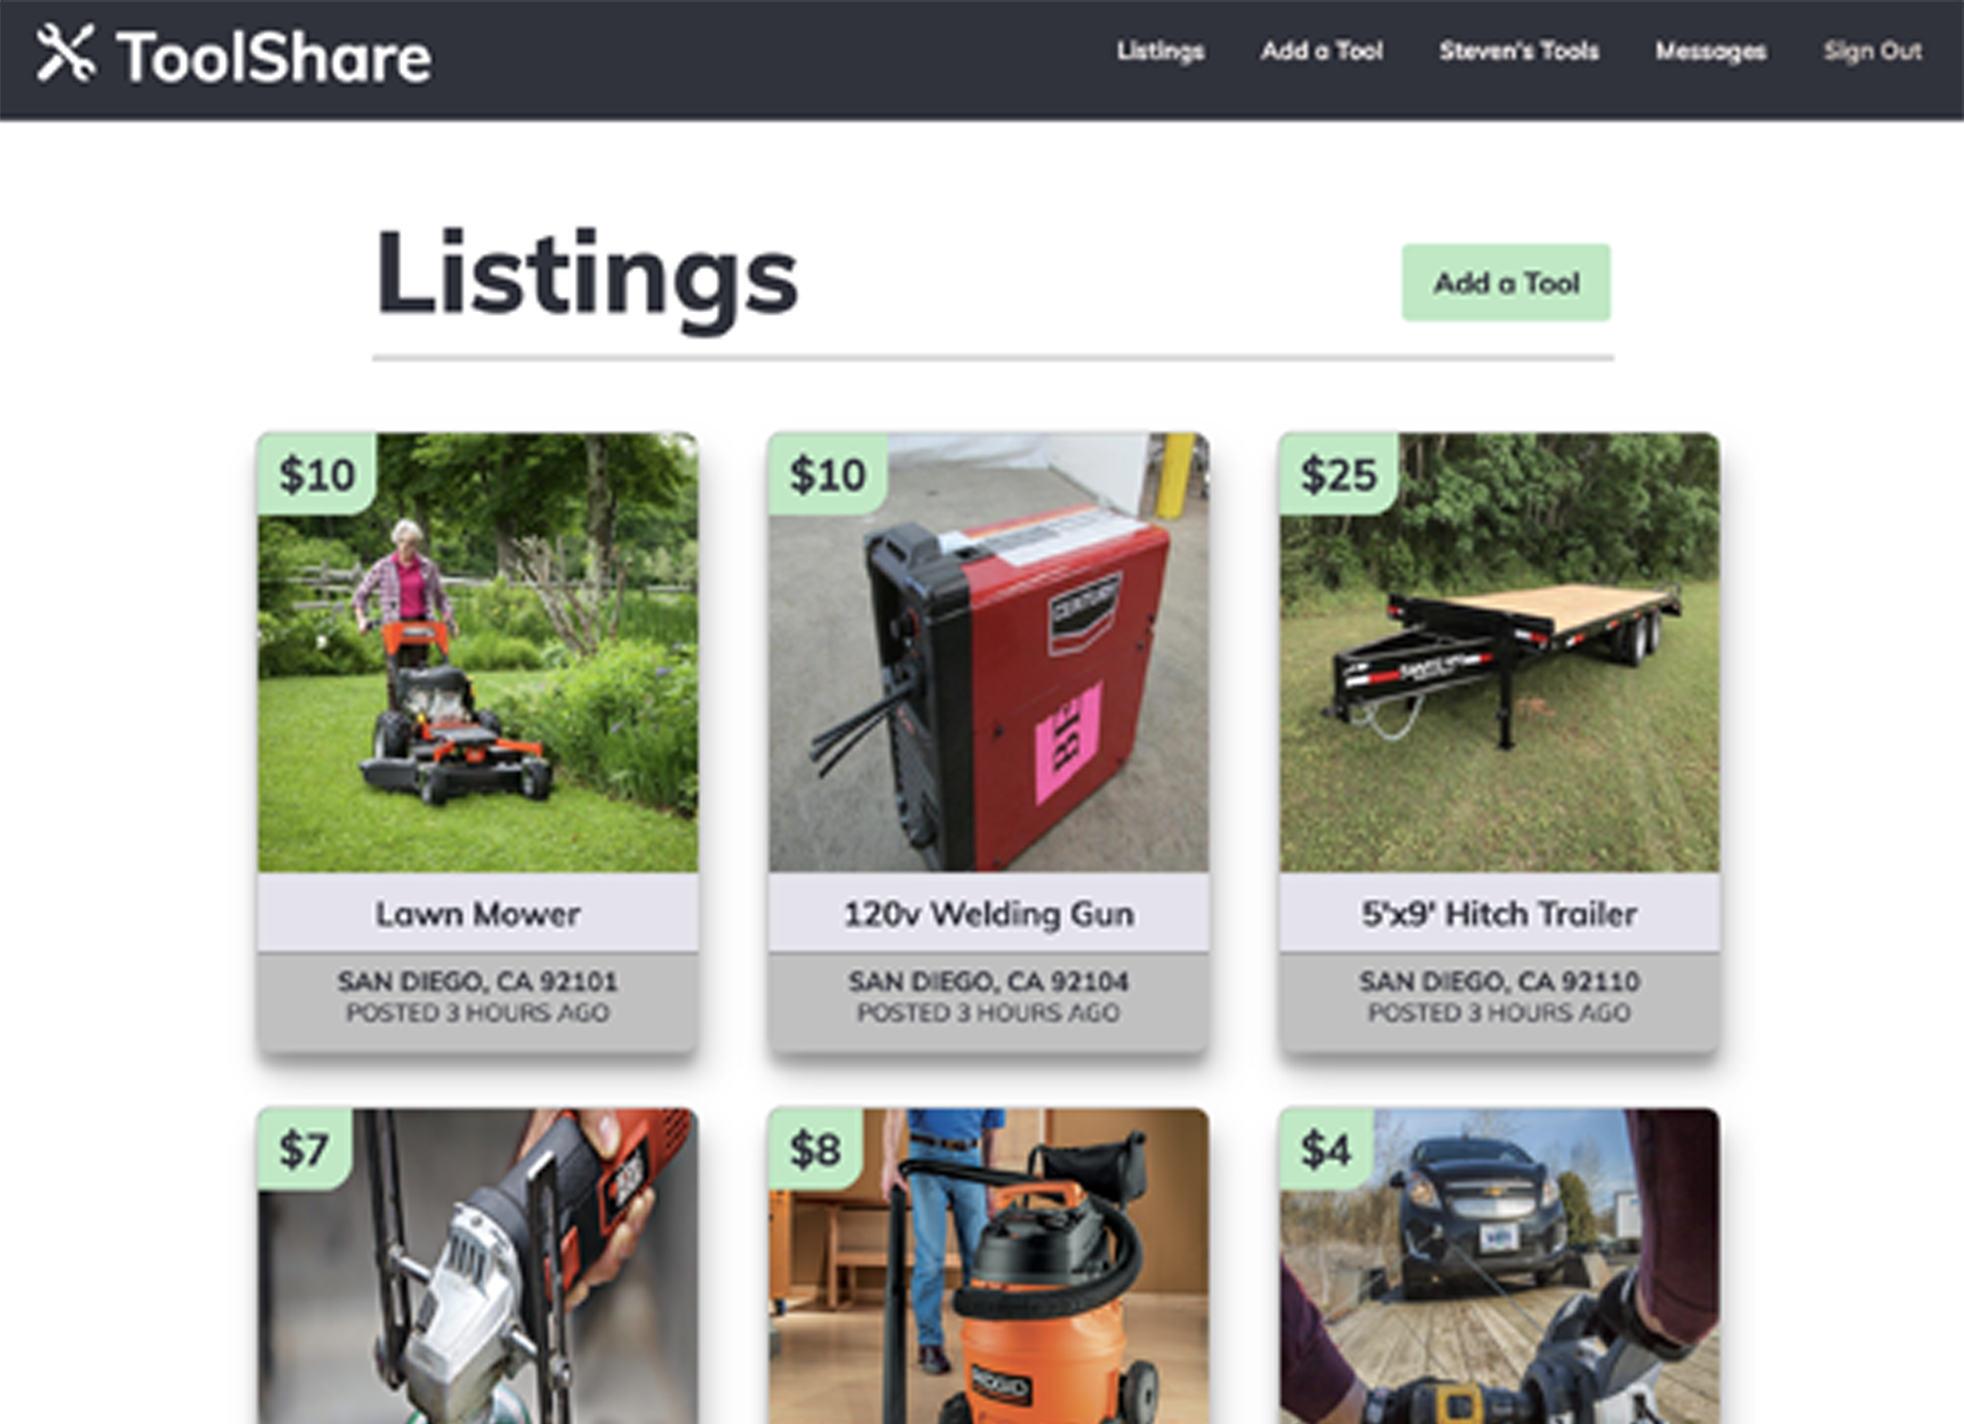 ToolShare
Listings
Add a Tool
Steven's Tools
Messages
Sign Out
Listings
Add a Tool
$10
$10
$25
CENTURY
Lawn Mower
120v Welding Gun
5'x9' Hitch Trailer
SAN DIEGO, CA 92101
POSTED 3 HOURS AGO
SAN DIEGO, CA 92104
POSTED 3 HOURS AGO
SAN DIEGO, CA 92110
POSTED 3 HOURS AGO
$7
$8
$4
RIDGID